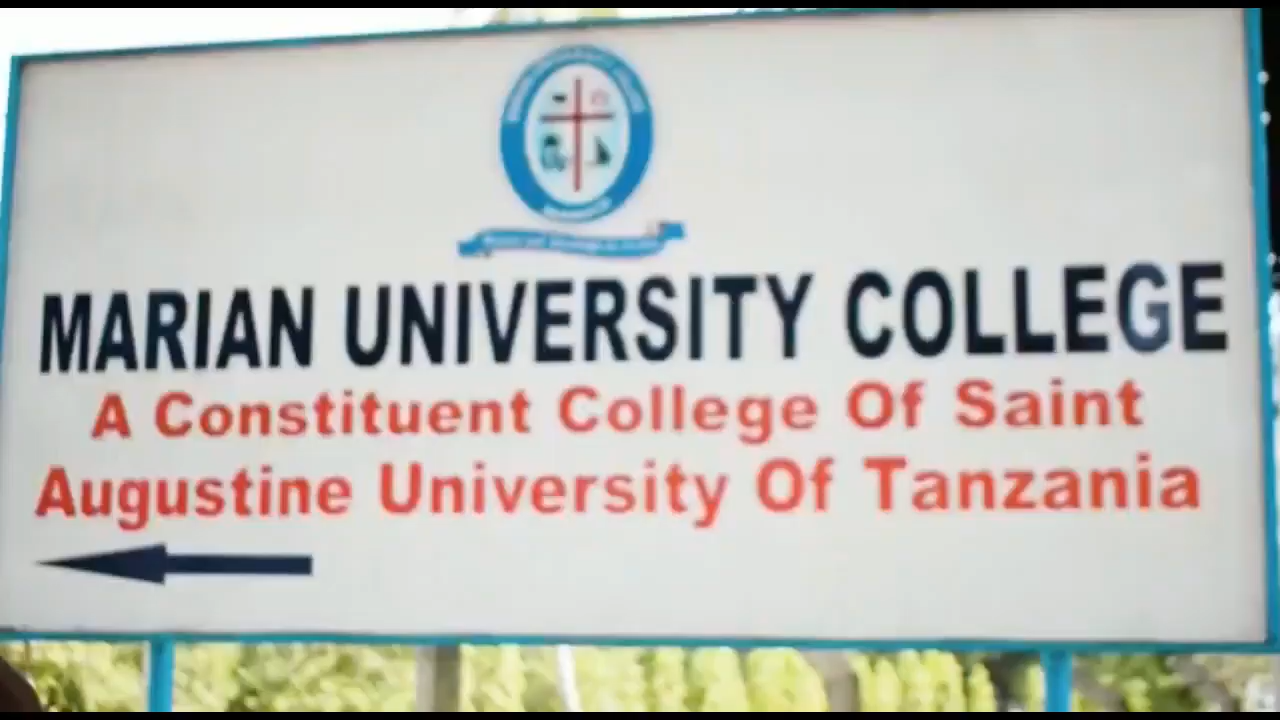 MARIAN UNIVERSITY COLLEGE
A Constituent College Of Saint
Augustine University Of Tanzania